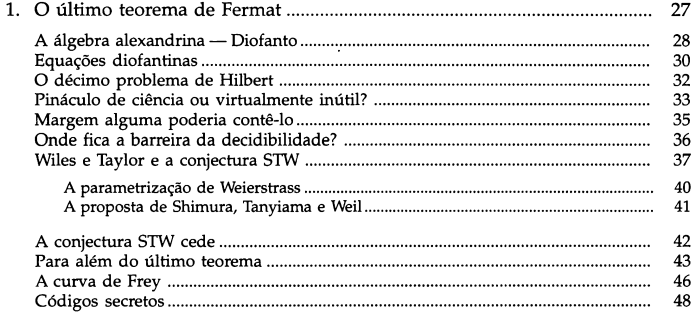 1. O último teorema de Fermat ........ 27
A álgebra alexandrina — Diofanto ........ 28
Equações diofantinas ........ 30
O décimo problema de Hilbert ........ 32
Pináculo de ciência ou virtualmente inútil? ........ 33
Margem alguma poderia contê-lo ........ 35
Onde fica a barreira da decidibilidade? ........ 36
Wiles e Taylor e a conjectura STW ........ 37
A parametrização de Weierstrass ........ 40
A proposta de Shimura, Tanyiama e Weil ........ 41
A conjectura STW cede ........ 42
Para além do último teorema ........ 43
A curva de Frey ........ 46
Códigos secretos ........ 48